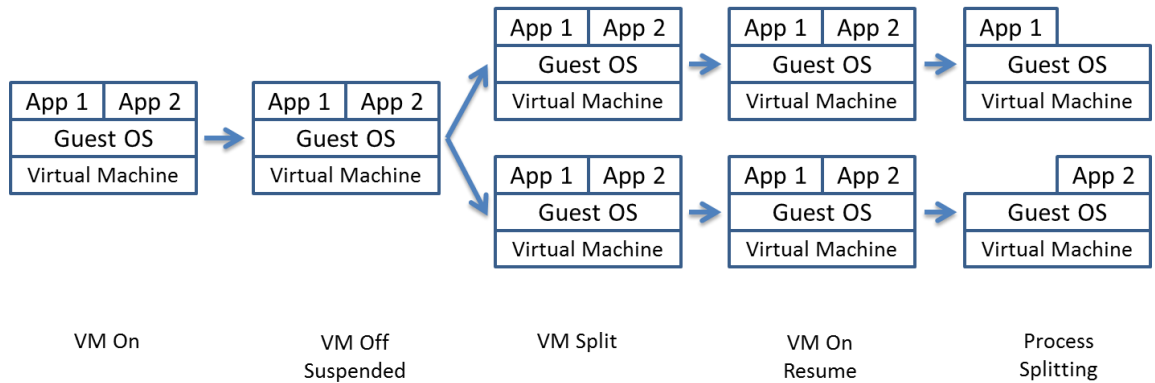 App 1 App 2 App 1 App 2 App 1
Guest OS Guest OS Guest OS
Virtual Machine Virtual Machine Virtual Machine
App 1 App 2 App 1 App 2
Guest OS Guest OS
Virtual Machine Virtual Machine
App 1 App 2 App 1 App 2 App 2
Guest OS Guest OS Guest OS
Virtual Machine Virtual Machine Virtual Machine
VM On
VM Off
Suspended
VM Split
VM On
Resume
Process
Splitting